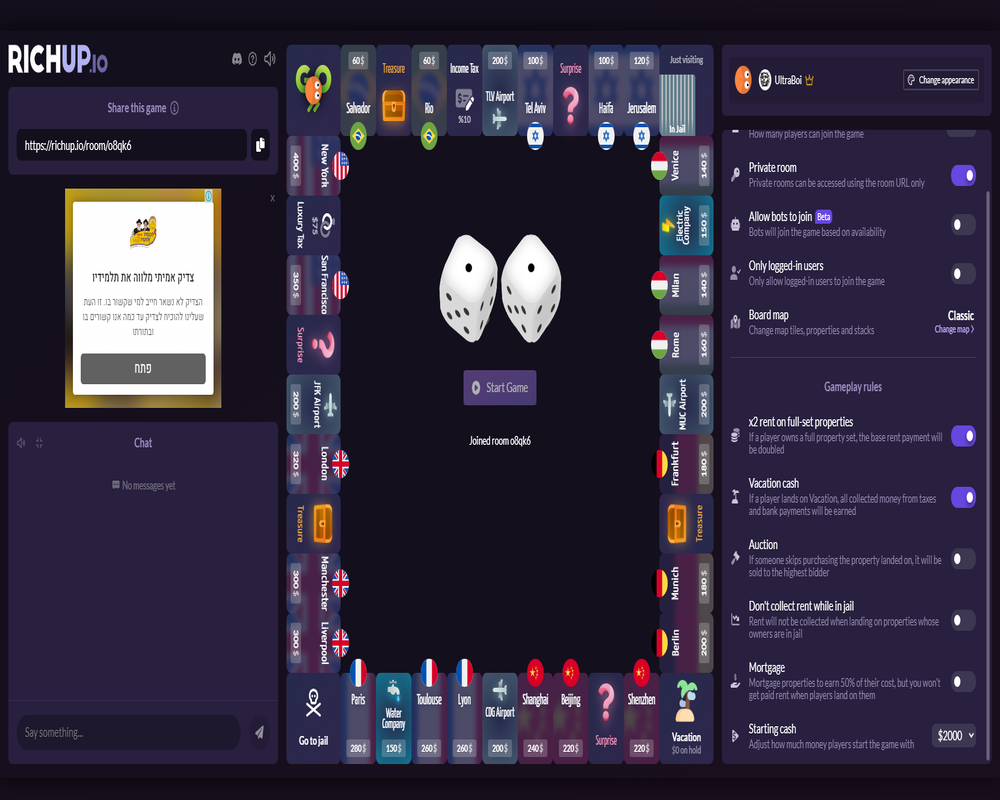 RICHUP.IO
Share this game
https://richup.io/room/o8qk6
צדיק אמיתי מלווה את תלמידיו
הצדיק לא נשאר חייב למי שקשור בו. זו העת
שעלינו להוכיח לצדיק עד כמה אנו קשורים בו
ובתורתו
פתח
x
Chat
No messages yet
Say something...
60 $
Salvador
Treasure
60 $
Rio
Income Tax
%10
200 $
TLV Airport
100 $
Tel Aviv
Surprise
100 $
Haifa
120 $
Jerusalem
Just visiting
In Jail
Venice
140 $
Electric
Company
150 $
Milan
140 $
Rome
160 $
MUC Airport
200 $
Frankfurt
180 $
Treasure
Munich
180 $
Berlin
200 $
Vacation
$0 on hold
Shenzhen
220 $
Surprise
Beijing
220 $
Shanghai
240 $
CDG Airport
200 $
Lyon
260 $
Toulouse
260 $
Water
Company
150 $
Paris
280 $
Go to jail
Liverpool
300 $
Manchester
300 $
Treasure
London
320 $
JFK Airport
200 $
Surprise
San Francisco
350 $
Luxury Tax
$75
New York
400 $
Start Game
Joined room o8qk6
UltraBoi
Change appearance
How many players can join the game
Private room
Private rooms can be accessed using the room URL only
Allow bots to join Beta
Bots will join the game based on availability
Only logged-in users
Only allow logged-in users to join the game
Board map
Change map tiles, properties and stacks
Classic
Change map >
Gameplay rules
x2 rent on full-set properties
If a player owns a full property set, the base rent payment will
be doubled
Vacation cash
If a player lands on Vacation, all collected money from taxes
and bank payments will be earned
Auction
If someone skips purchasing the property landed on, it will be
sold to the highest bidder
Don't collect rent while in jail
Rent will not be collected when landing on properties whose
owners are in jail
Mortgage
Mortgage properties to earn 50% of their cost, but you won't
get paid rent when players land on them
Starting cash
Adjust how much money players start the game with
$2000